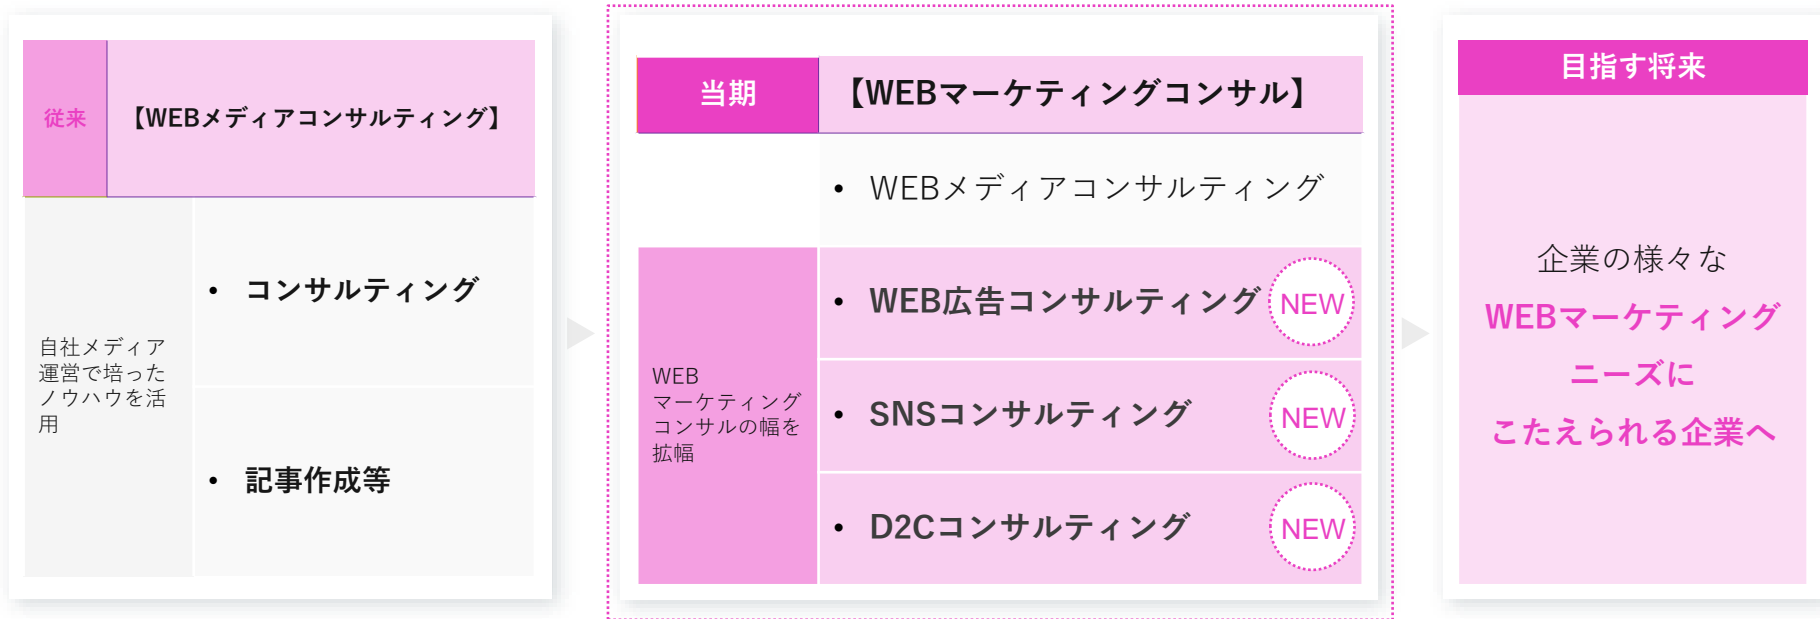 従来
【WEBメディアコンサルティング】
自社メディア
運営で培った
ノウハウを活
用
• コンサルティング
• 記事作成等
当期
【WEBマーケティングコンサル】
• WEBメディアコンサルティング
WEB
マーケティング
コンサルの幅を
拡幅
• WEB広告コンサルティング NEW
• SNSコンサルティング NEW
• D2Cコンサルティング NEW
目指す将来
企業の様々な
WEBマーケティング
ニーズに
こたえられる企業へ